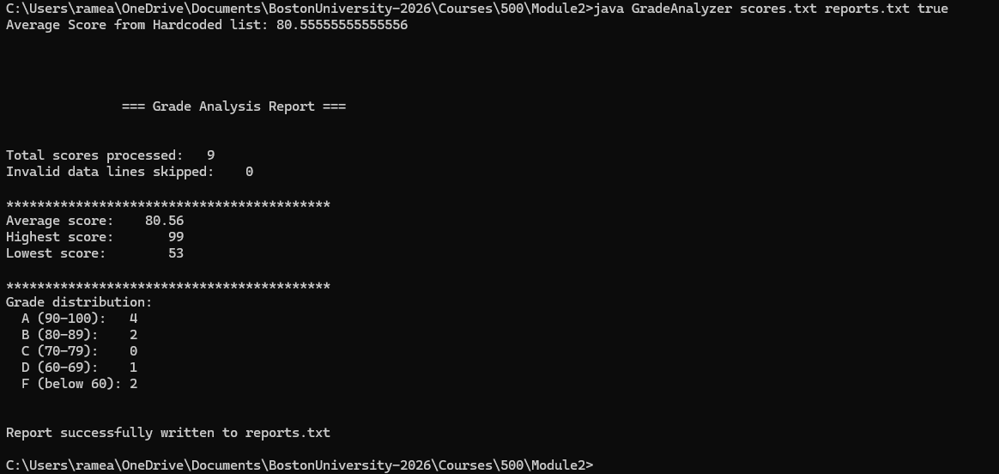 C:\Users\ramea\OneDrive\Documents\BostonUniversity-2026\Courses\500\Module2>java GradeAnalyzer scores.txt reports.txt true
Average Score from Hardcoded list: 80.55555555555556
=== Grade Analysis Report ===
Total scores processed:   9
Invalid data lines skipped:    0
******************************************
Average score:    80.56
Highest score:       99
Lowest score:        53
******************************************
Grade distribution:
  A (90-100):   4
  B (80-89):    2
  C (70-79):    0
  D (60-69):    1
  F (below 60): 2
Report successfully written to reports.txt
C:\Users\ramea\OneDrive\Documents\BostonUniversity-2026\Courses\500\Module2>